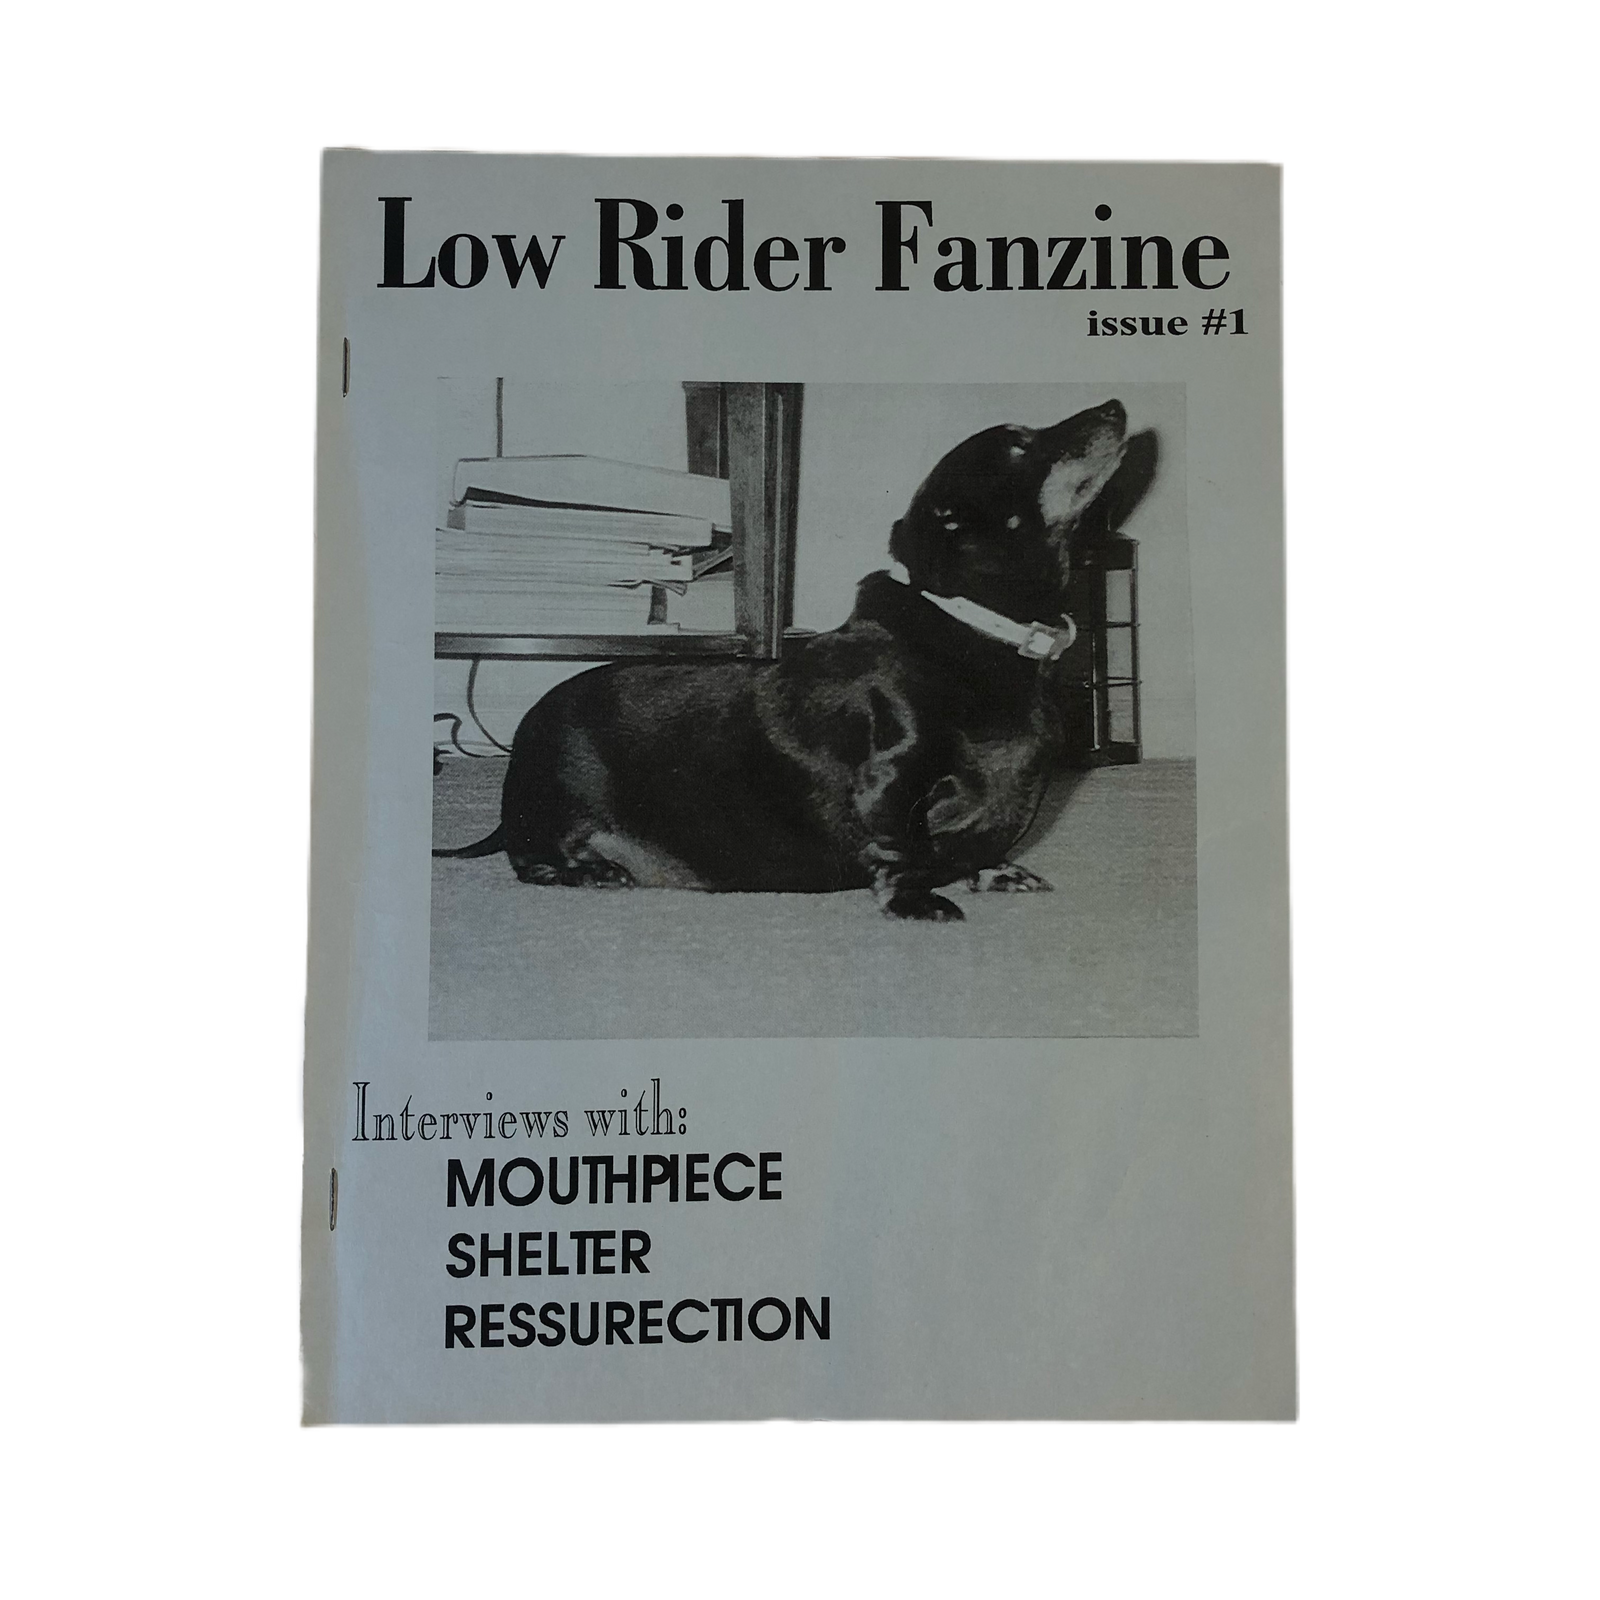 Low Rider Fanzine
issue #1
Interviews with:
MOUTHPIECE
SHELTER
RESSURECTION